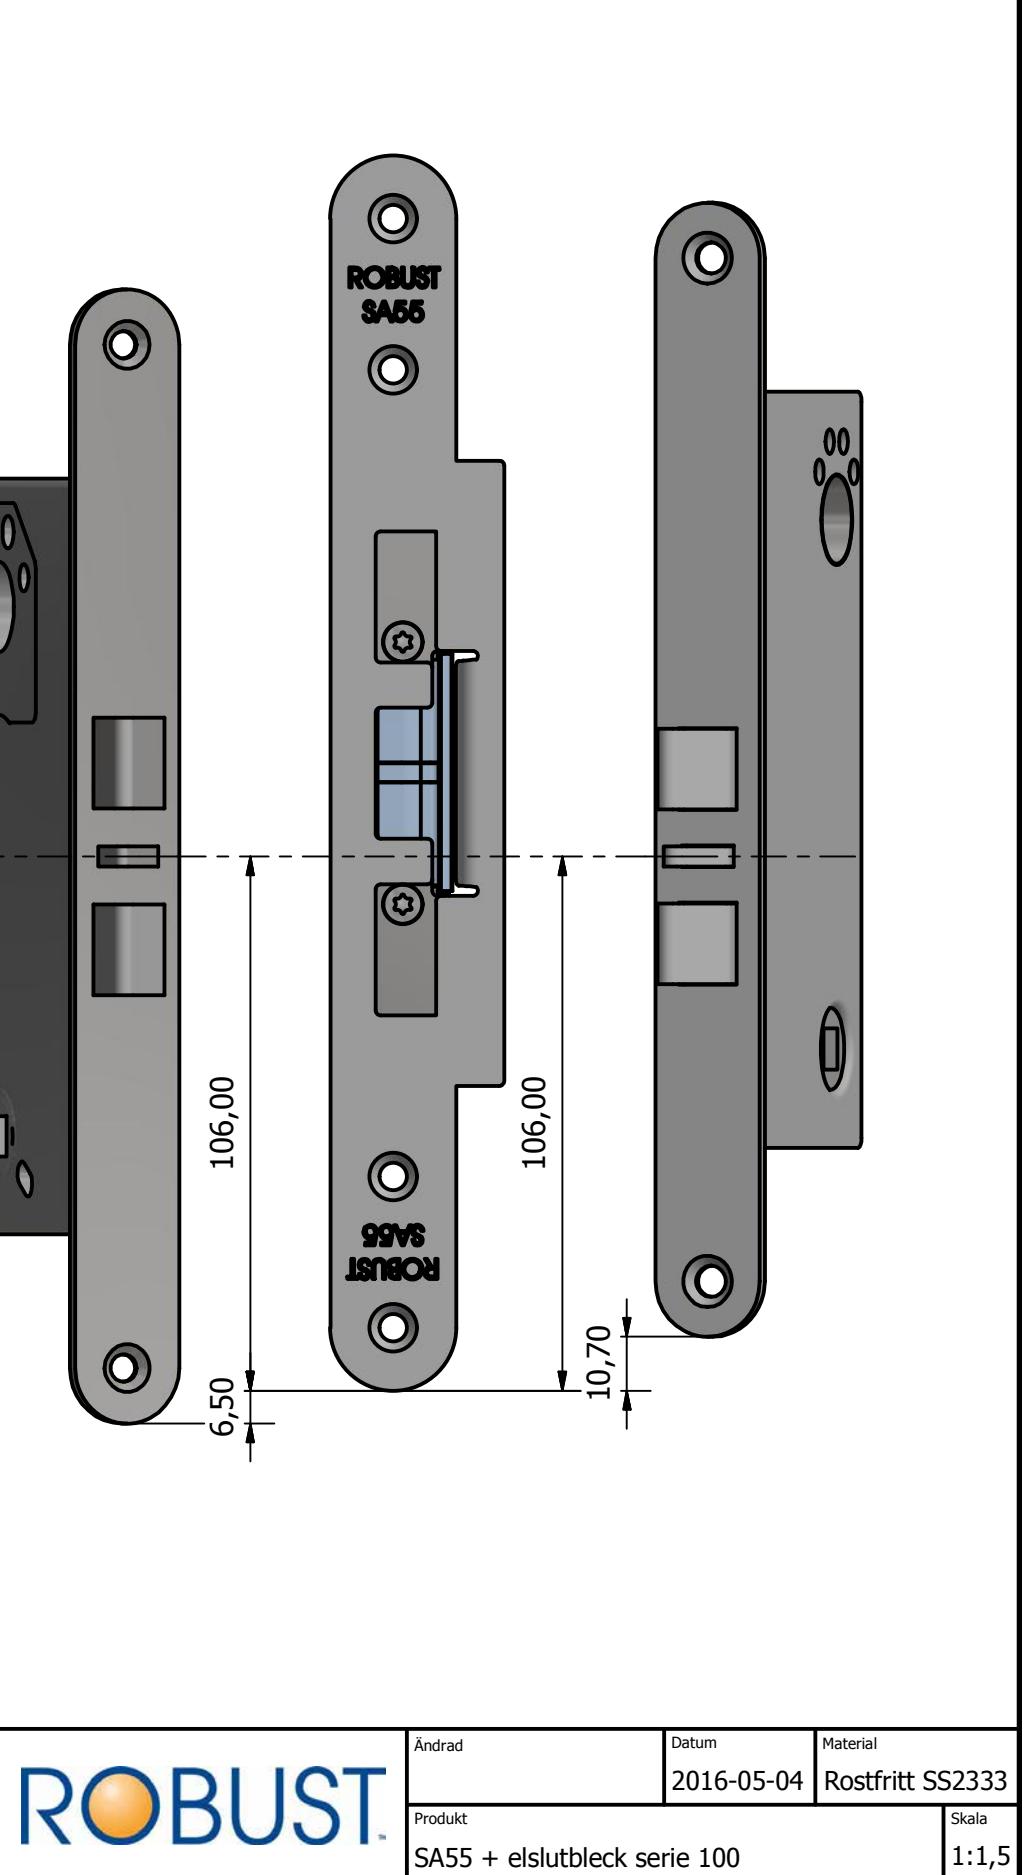 ROBUST
SA55
106,00
106,00
SA55
ROBUST
10,70
6,50
ROBUST
Ändrad
Datum
2016-05-04
Material
Rostfritt SS2333
Produkt
SA55 + elslutbleck serie 100
Skala
1:1,5